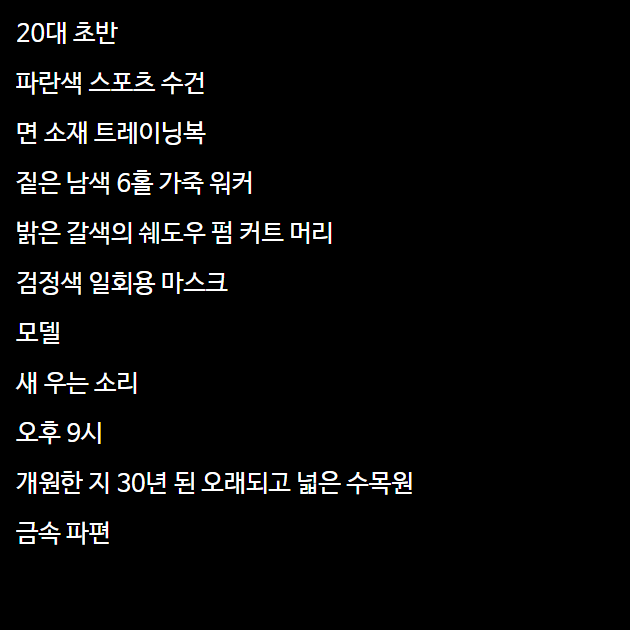 20대 초반
파란색 스포츠 수건
면 소재 트레이닝복
짙은 남색 6홀 가죽 워커
밝은 갈색의 쉐도우 펌 커트 머리
검정색 일회용 마스크
모델
새 우는 소리
오후 9시
개원한 지 30년 된 오래되고 넓은 수목원
금속 파편